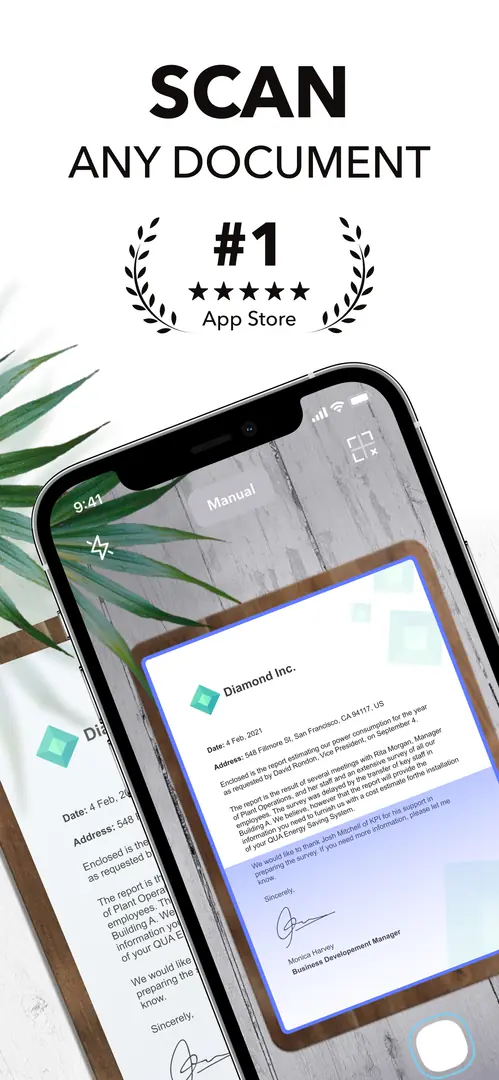 SCAN
ANY DOCUMENT
#1
App Store
9:41
Manual
Diamond Inc.
Date: 4 Feb, 2021
Address: 548 Fillmore St, San Francisco, CA 94117, US
Enclosed is the report estimating our power consumption for the year
as requested by David Rondon, Vice President, on September 4,
The report is the result of several meetings with Rita Morgan, Manager
of Plant Operations, and her staff and an extensive survey of all our
employees. The survey was delayed by the transfer of key staff in
Building A. We believe, however that the report will provide the
information you need to furnish us with a cost estimate forthe installation
of your QUA Energy Saving System.
We would like to thank Josh Mitchell of KPI for his support in
preparing the survey. If you need more information, please let me
know.
Sincerely,
Monica Harvey
Business Developement Manager
Dia
Date: 4 Feb, 20
Address: 548
Enclosed is the
as requested b
The report is th
of Plant Opera
employees. Th
Building A. We
information you
of your QUA E
We would like
preparing the s
know.
Sincerely,